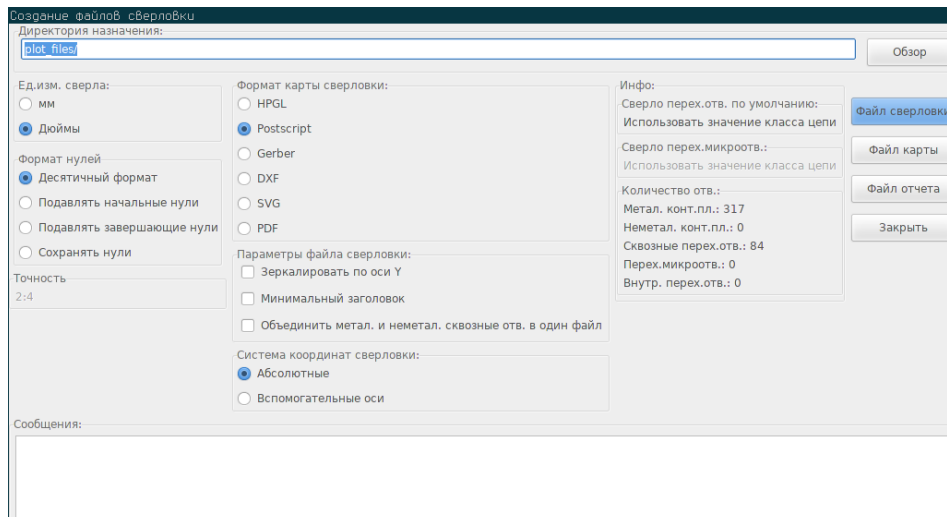 Создание файлов сверловки
Директория назначения:
plot_files/
Обзор
Ед.изм. сверла:
мм
Дюймы
Формат нулей
Десятичный формат
Подавлять начальные нули
Подавлять завершающие нули
Сохранять нули
Точность
2:4
Формат карты сверловки:
HPGL
Postscript
Gerber
DXF
SVG
PDF
Параметры файла сверловки:
Зеркалировать по оси Y
Минимальный заголовок
Объединить метал. и неметал. сквозные отв. в один файл
Система координат сверловки:
Абсолютные
Вспомогательные оси
Инфо:
Сверло перех.отв. по умолчанию:
Использовать значение класса цепи
Сверло перех.микроотв.:
Использовать значение класса цепи
Количество отв.:
Метал. конт.пл.: 317
Неметал. конт.пл.: 0
Сквозные перех.отв.: 84
Перех.микроотв.: 0
Внутр. перех.отв.: 0
Файл сверловки
Файл карты
Файл отчета
Закрыть
Сообщения: